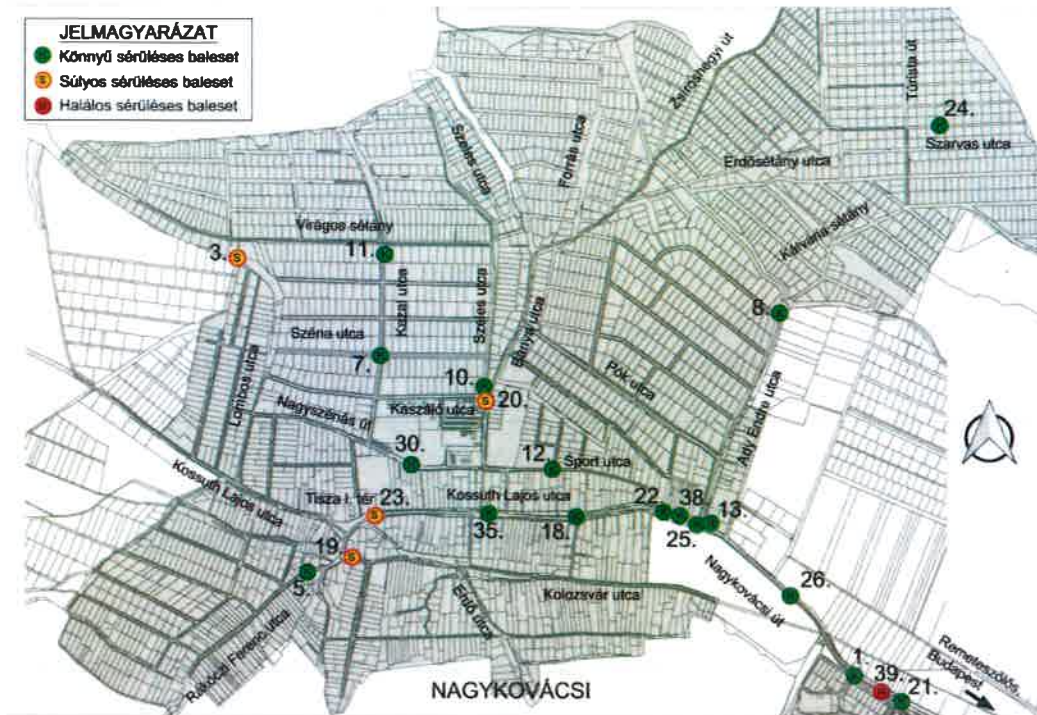 JELMAGYARÁZAT
K Könnyű sérüléses baleset
S Súlyos sérüléses baleset
H Halálos sérüléses baleset
Zsíroshegyi út
Turista út
24.
Szarvas utca
Szeles utca
Forrás utca
Erdősétány utca
Virágos sétány
Kálvária sétány
3.
11.
Kazal utca
Szeles utca
Bánya utca
8.
Széna utca
7.
Pók utca
Lombos utca
10.
Kaszáló utca
20.
Ady Endre utca
Nagyszénás út
30.
12.
Sport utca
Kossuth Lajos utca
Tisza I. tér
23.
Kossuth Lajos utca
22.
38.
13.
35.
18.
25.
19.
5.
Nagykovácsi út
26.
Kolozsvár utca
Erdő utca
Rákóczi Ferenc utca
Remeteszőlős,
Budapest
1.
39.
21.
NAGYKOVÁCSI